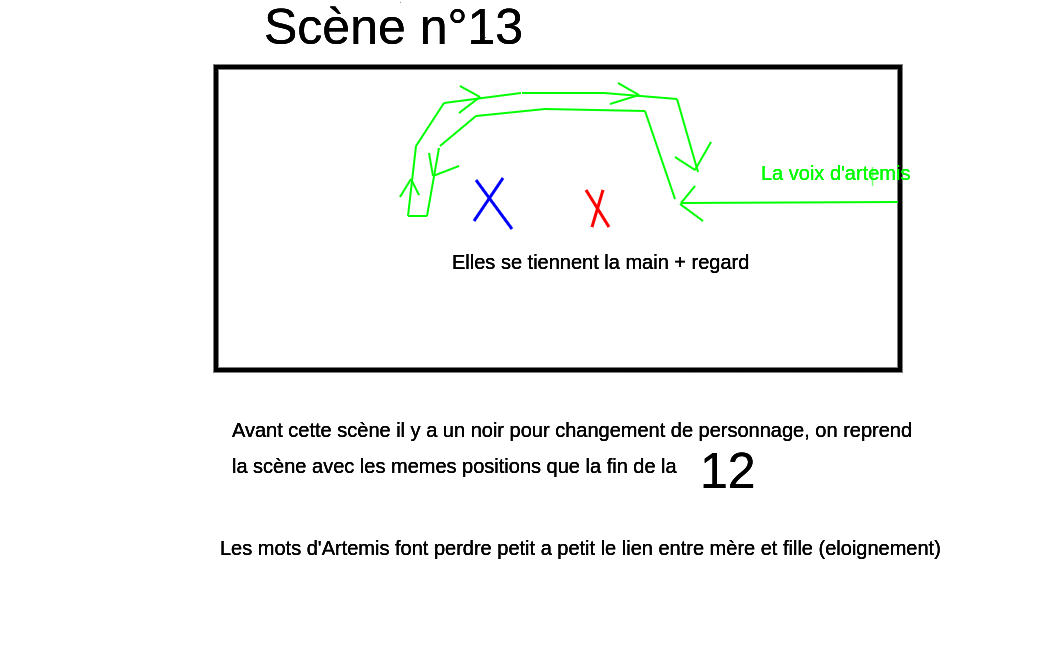 Scène n°13
La voix d'artemis
Elles se tiennent la main + regard
Avant cette scène il y a un noir pour changement de personnage, on reprend
la scène avec les memes positions que la fin de la 12
Les mots d'Artemis font perdre petit a petit le lien entre mère et fille (eloignement)